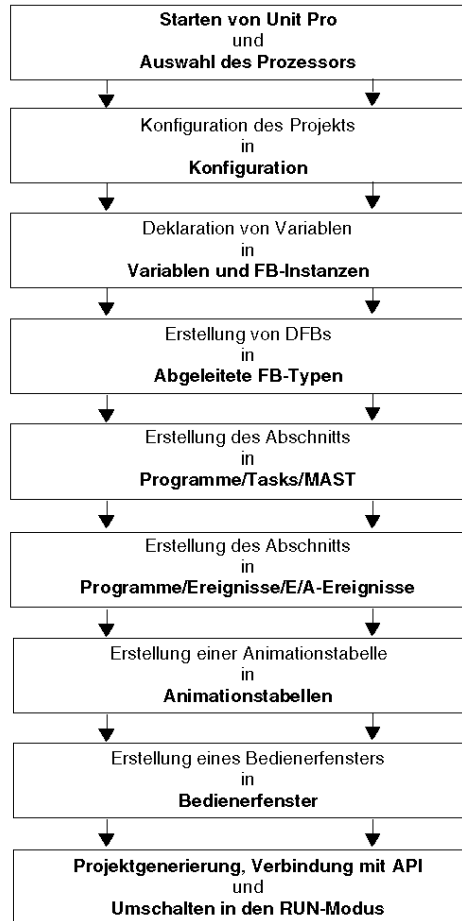 Starten von Unit Pro
und
Auswahl des Prozessors
Konfiguration des Projekts
in
Konfiguration
Deklaration von Variablen
in
Variablen und FB-Instanzen
Erstellung von DFBs
in
Abgeleitete FB-Typen
Erstellung des Abschnitts
in
Programme/Tasks/MAST
Erstellung des Abschnitts
in
Programme/Ereignisse/E/A-Ereignisse
Erstellung einer Animationstabelle
in
Animationstabellen
Erstellung eines Bedienerfensters
in
Bedienerfenster
Projektgenerierung, Verbindung mit API
und
Umschalten in den RUN-Modus